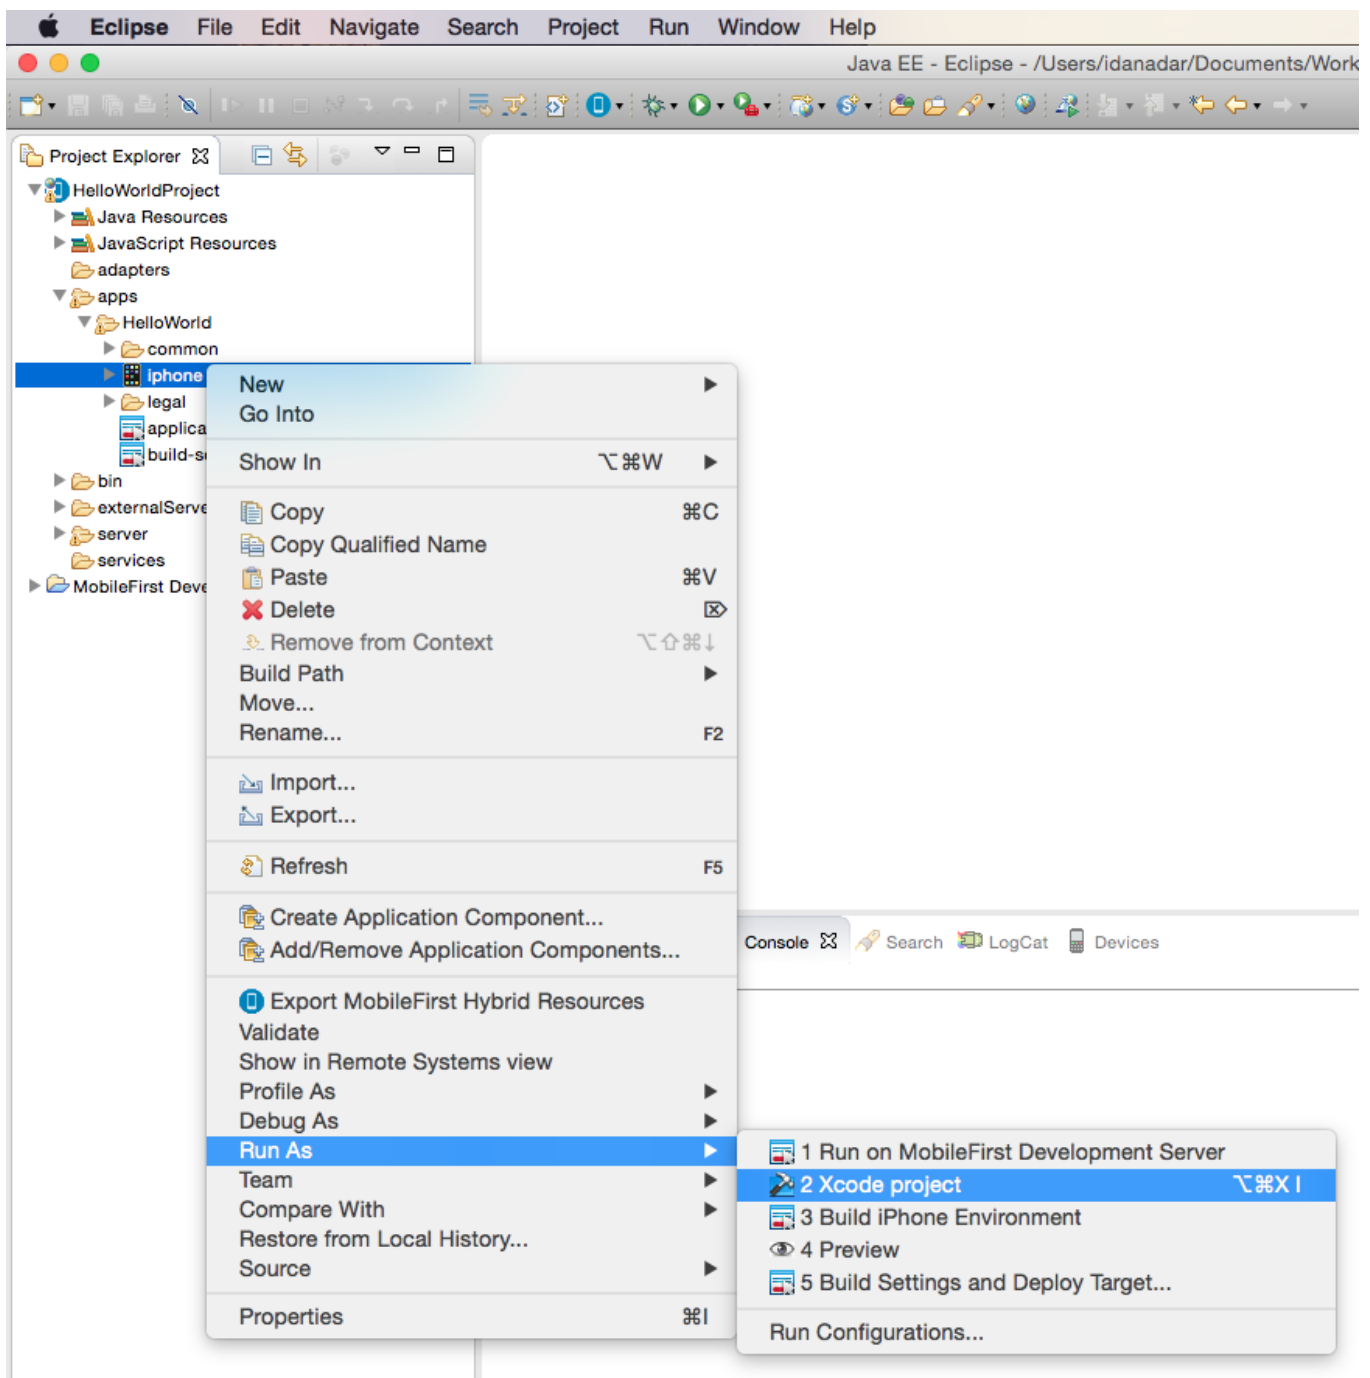 Eclipse File Edit Navigate Search Project Run Window Help
Java EE - Eclipse - /Users/idanadar/Documents/Work
Project Explorer
HelloWorldProject
Java Resources
JavaScript Resources
adapters
apps
HelloWorld
common
iphone
legal
applica
build-se
bin
externalServe
server
services
MobileFirst Deve
New
Go Into
Show In ⌥⌘W
Copy ⌘C
Copy Qualified Name
Paste ⌘V
Delete ⌦
Remove from Context ⌥⇧⌘↓
Build Path
Move...
Rename... F2
Import...
Export...
Refresh F5
Create Application Component...
Add/Remove Application Components...
Export MobileFirst Hybrid Resources
Validate
Show in Remote Systems view
Profile As
Debug As
Run As
Team
Compare With
Restore from Local History...
Source
Properties ⌘I
Console Search LogCat Devices
1 Run on MobileFirst Development Server
2 Xcode project ⌥⌘X I
3 Build iPhone Environment
4 Preview
5 Build Settings and Deploy Target...
Run Configurations...